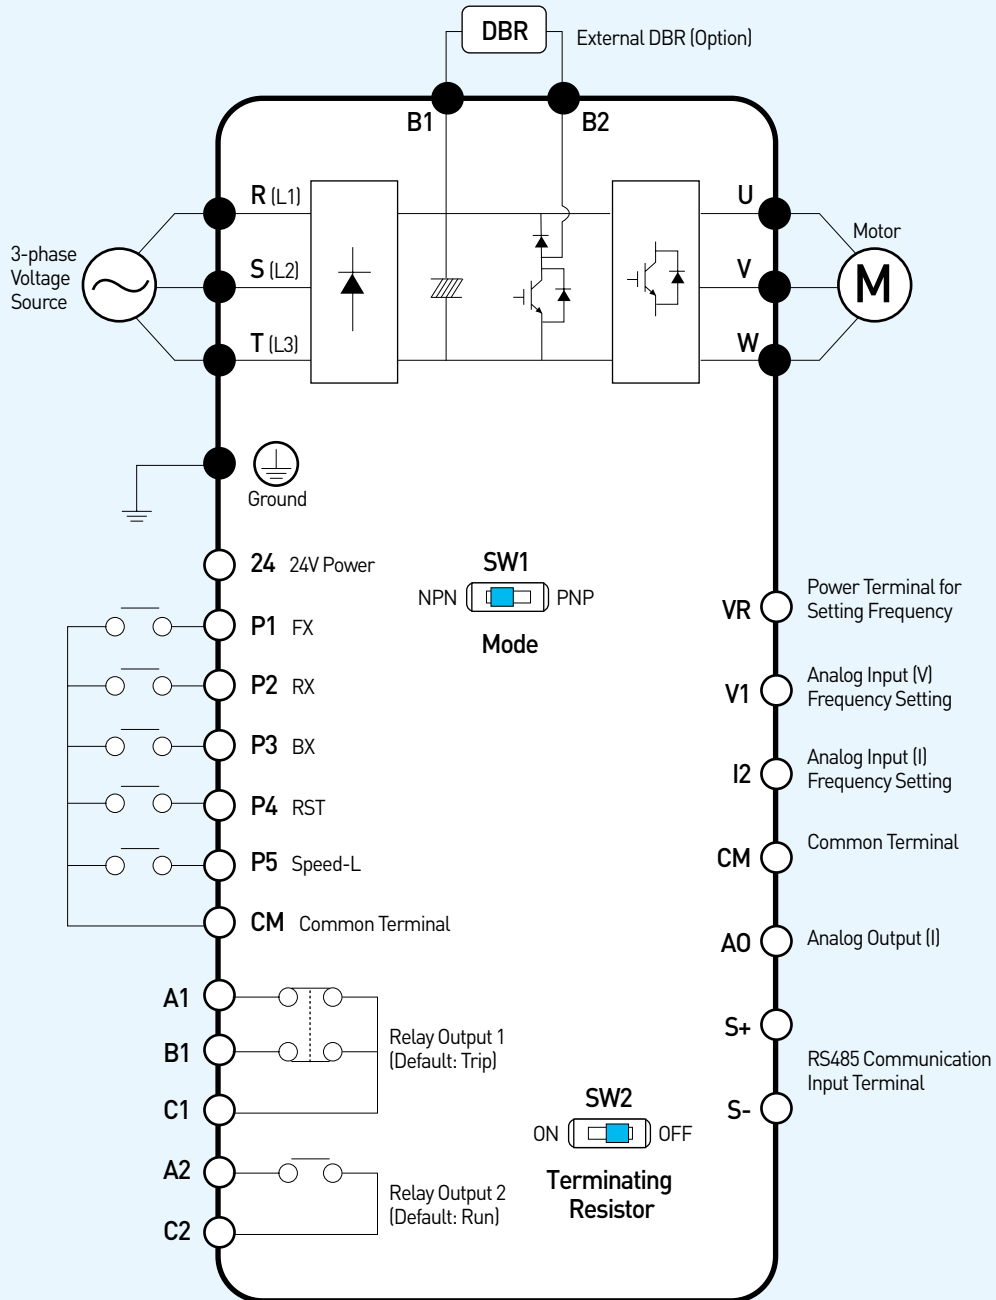 DBR
External DBR (Option)
B1
B2
R (L1)
U
3-phase
Voltage
Source
S (L2)
V
Motor
M
T (L3)
W
Ground
24 24V Power
SW1
NPN
PNP
Mode
P1 FX
P2 RX
P3 BX
P4 RST
P5 Speed-L
CM Common Terminal
VR
Power Terminal for
Setting Frequency
V1
Analog Input (V)
Frequency Setting
I2
Analog Input (I)
Frequency Setting
CM
Common Terminal
AO
Analog Output (I)
A1
B1
C1
Relay Output 1
(Default: Trip)
S+
S-
RS485 Communication
Input Terminal
SW2
ON
OFF
Terminating
Resistor
A2
C2
Relay Output 2
(Default: Run)